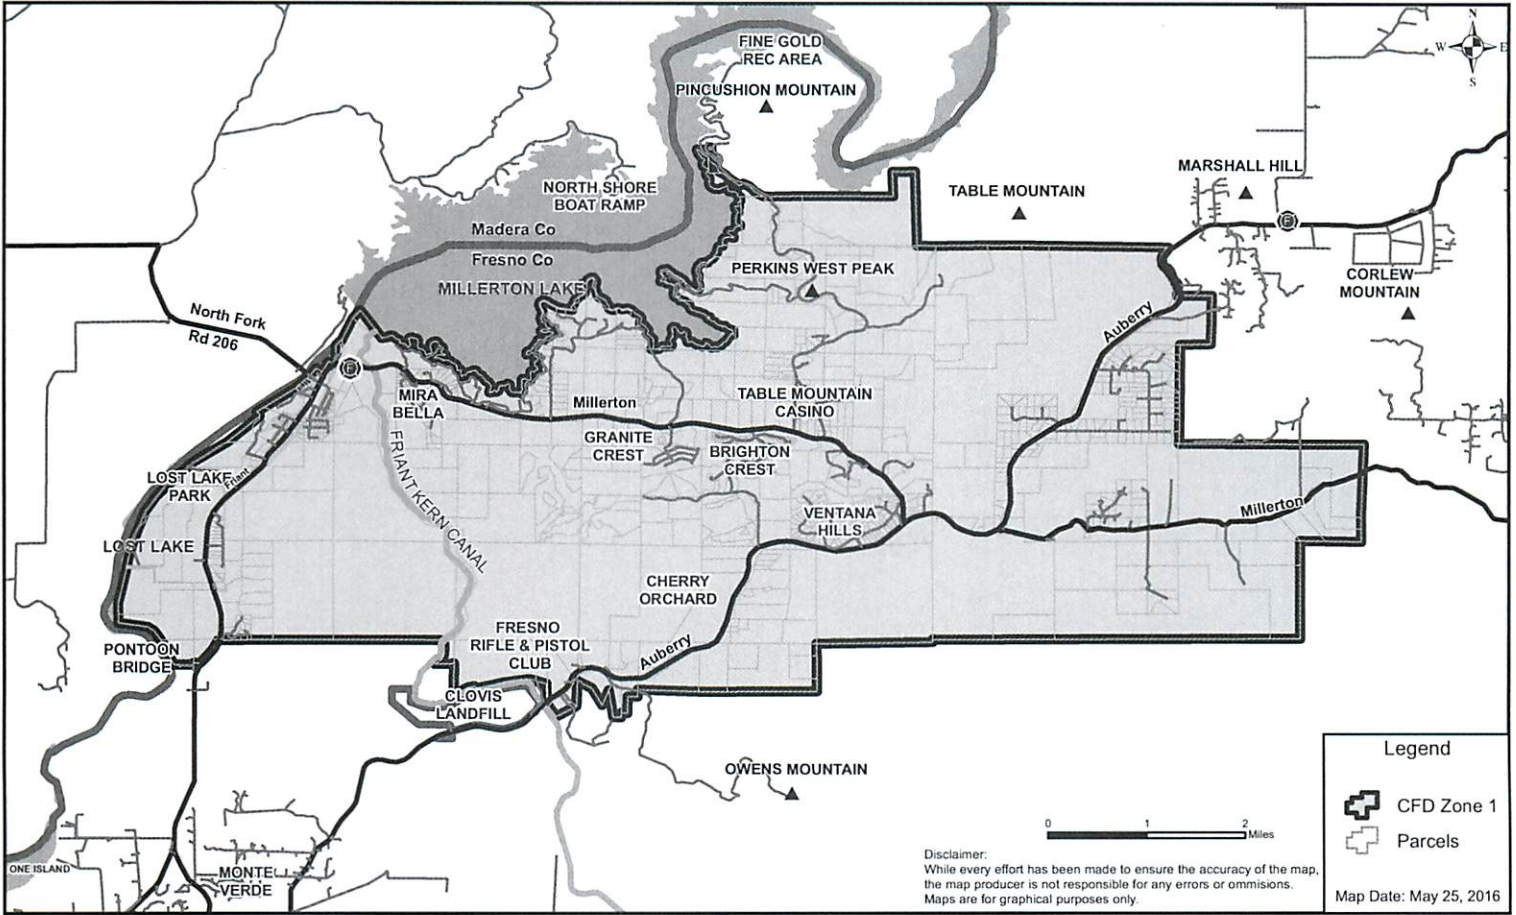 N
W
E
S
FINE GOLD
REC AREA
PINCUSHION MOUNTAIN
MARSHALL HILL
TABLE MOUNTAIN
F
NORTH SHORE
BOAT RAMP
Madera Co
Fresno Co
MILLERTON LAKE
PERKINS WEST PEAK
CORLEW
MOUNTAIN
North Fork
Rd 206
Auberry
F
MIRA
BELLA
Millerton
TABLE MOUNTAIN
CASINO
GRANITE
CREST
BRIGHTON
CREST
FRIANT KERN CANAL
LOST LAKE
PARK
Friant
VENTANA
HILLS
Millerton
LOST LAKE
CHERRY
ORCHARD
PONTOON
BRIDGE
FRESNO
RIFLE & PISTOL
CLUB
Auberry
CLOVIS
LANDFILL
OWENS MOUNTAIN
ONE ISLAND
MONTE
VERDE
0
1
2
Miles
Disclaimer:
While every effort has been made to ensure the accuracy of the map,
the map producer is not responsible for any errors or ommisions.
Maps are for graphical purposes only.
Legend
CFD Zone 1
Parcels
Map Date: May 25, 2016